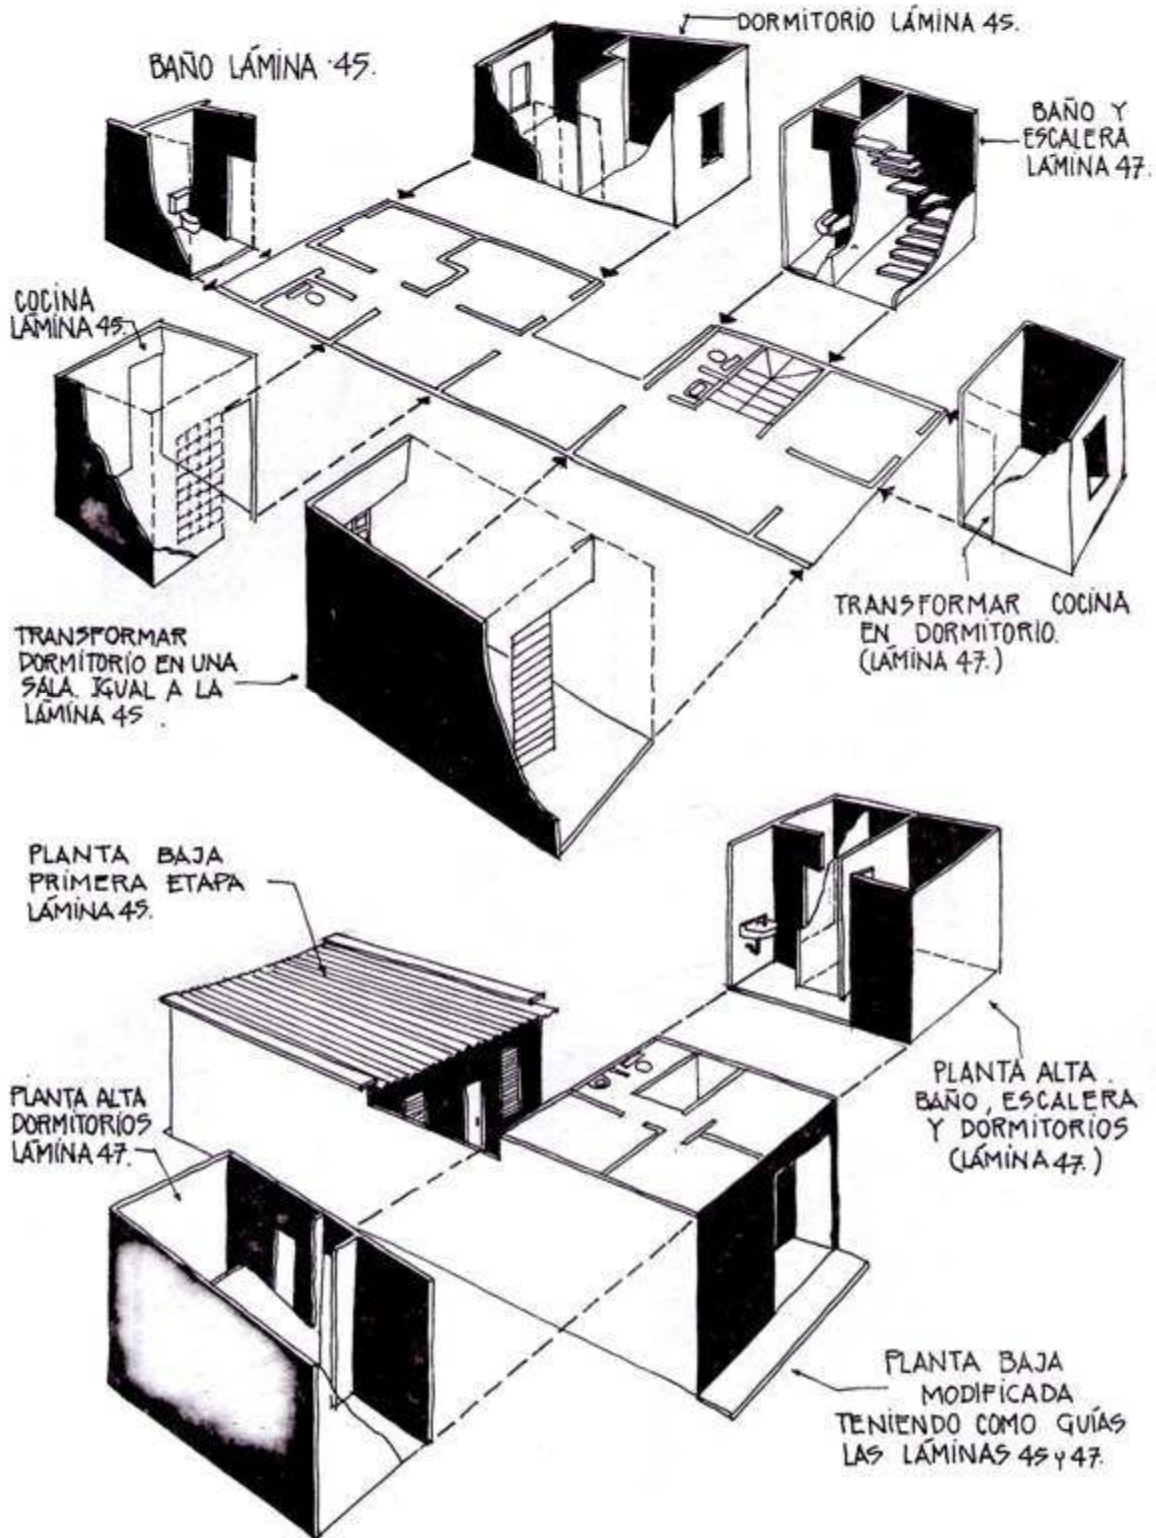 DORMITORIO LÁMINA 45.
BAÑO LÁMINA 45.
BAÑO Y
ESCALERA
LÁMINA 47.
COCINA
LÁMINA 45.
TRANSFORMAR
DORMITORIO EN UNA
SALA. IGUAL A LA
LÁMINA 45.
TRANSFORMAR COCINA
EN DORMITORIO.
(LÁMINA 47.)
PLANTA BAJA
PRIMERA ETAPA
LÁMINA 45.
PLANTA ALTA
DORMITORIOS
LÁMINA 47.
PLANTA ALTA.
BAÑO, ESCALERA
Y DORMITORIOS
(LÁMINA 47.)
PLANTA BAJA
MODIFICADA
TENIENDO COMO GUÍAS
LAS LÁMINAS 45 Y 47.